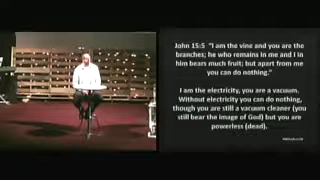 John 15:5 "I am the vine and you are the
branches; he who remains in me and I in
him bears much fruit; but apart from me
you can do nothing."
I am the electricity, you are a vacuum.
Without electricity you can do nothing,
though you are still a vacuum cleaner (you
still bear the image of God) but you are
powerless (dead).